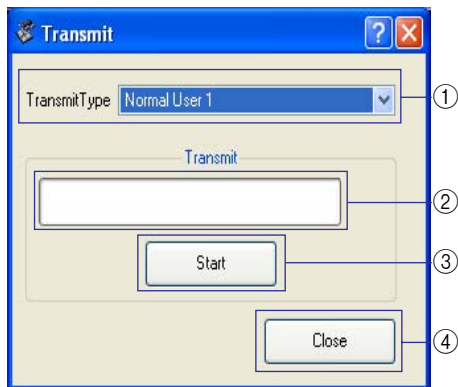 Transmit
TransmitType Normal User 1 ①
Transmit
②
Start ③
Close ④